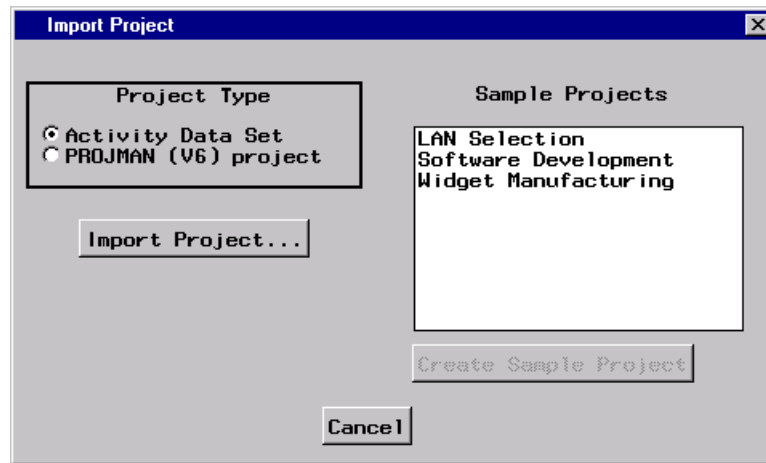 Import Project
Project Type
Activity Data Set
PROJMAN (V6) project
Import Project...
Sample Projects
LAN Selection
Software Development
Widget Manufacturing
Create Sample Project
Cancel